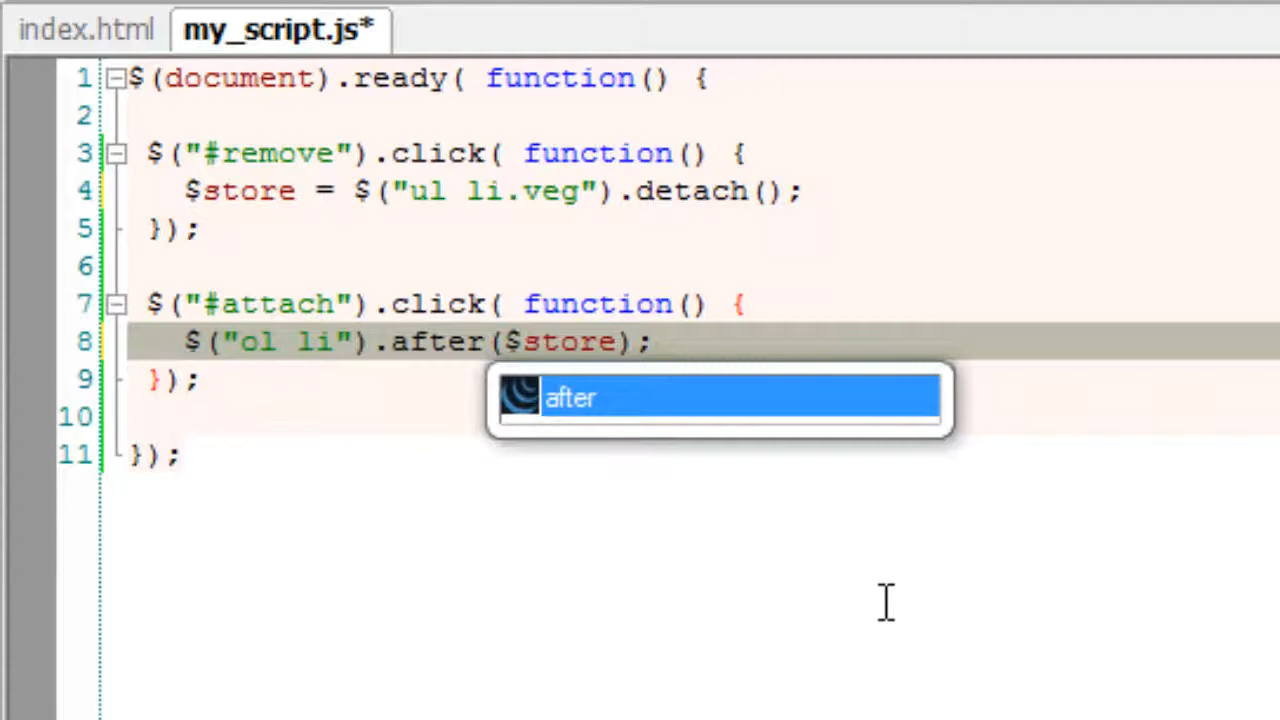 index.html my_script.js*
1 $(document).ready( function() {
2
3 $("#remove").click( function() {
4 $store = $("ul li.veg").detach();
5 });
6
7 $("#attach").click( function() {
8 $("ol li").after($store);
after
9 });
10
11 });